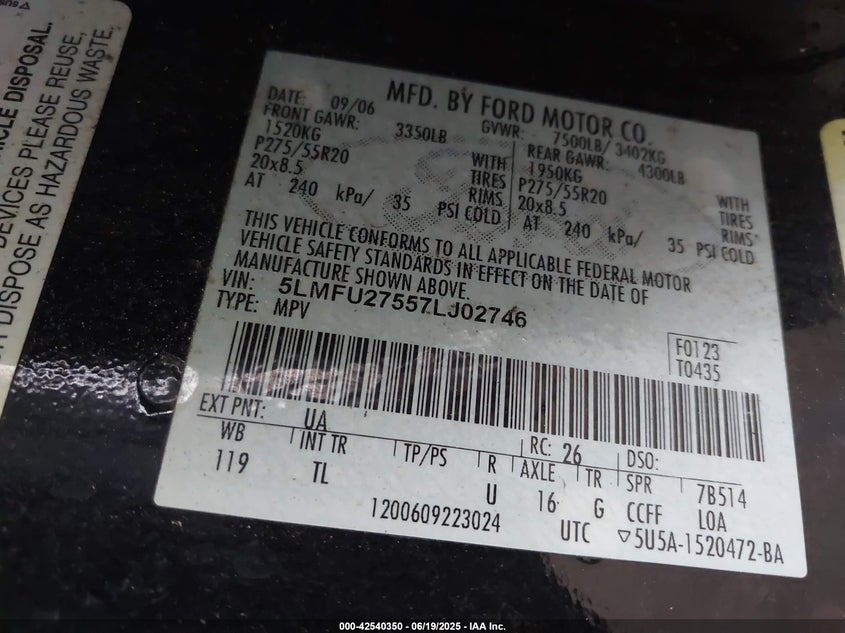 VEHICLE DISPOSAL.
DEVICES PLEASE REUSE,
DISPOSE AS HAZARDOUS WASTE.
MFD. BY FORD MOTOR CO.
DATE: 09/06 GVWR: 7500LB/ 3402KG
FRONT GAWR: 3350LB REAR GAWR: 4300LB
1520KG WITH 1950KG WITH
P275/55R20 TIRES P275/55R20 TIRES
20x8.5 RIMS 20x8.5 RIMS
AT 240 kPa/ 35 PSI COLD AT 240 kPa/ 35 PSI COLD
THIS VEHICLE CONFORMS TO ALL APPLICABLE FEDERAL MOTOR
VEHICLE SAFETY STANDARDS IN EFFECT ON THE DATE OF
MANUFACTURE SHOWN ABOVE.
VIN: 5LMFU27557LJ02746
TYPE: MPV
F0123
T0435
EXT PNT: UA RC: 26 DSO:
WB INT TR TP/PS R AXLE TR SPR 7B514
119 TL U 16 G CCFF LOA
1200609223024 UTC ▽5U5A-1520472-BA
000-42540350 - 06/19/2025 - IAA Inc.